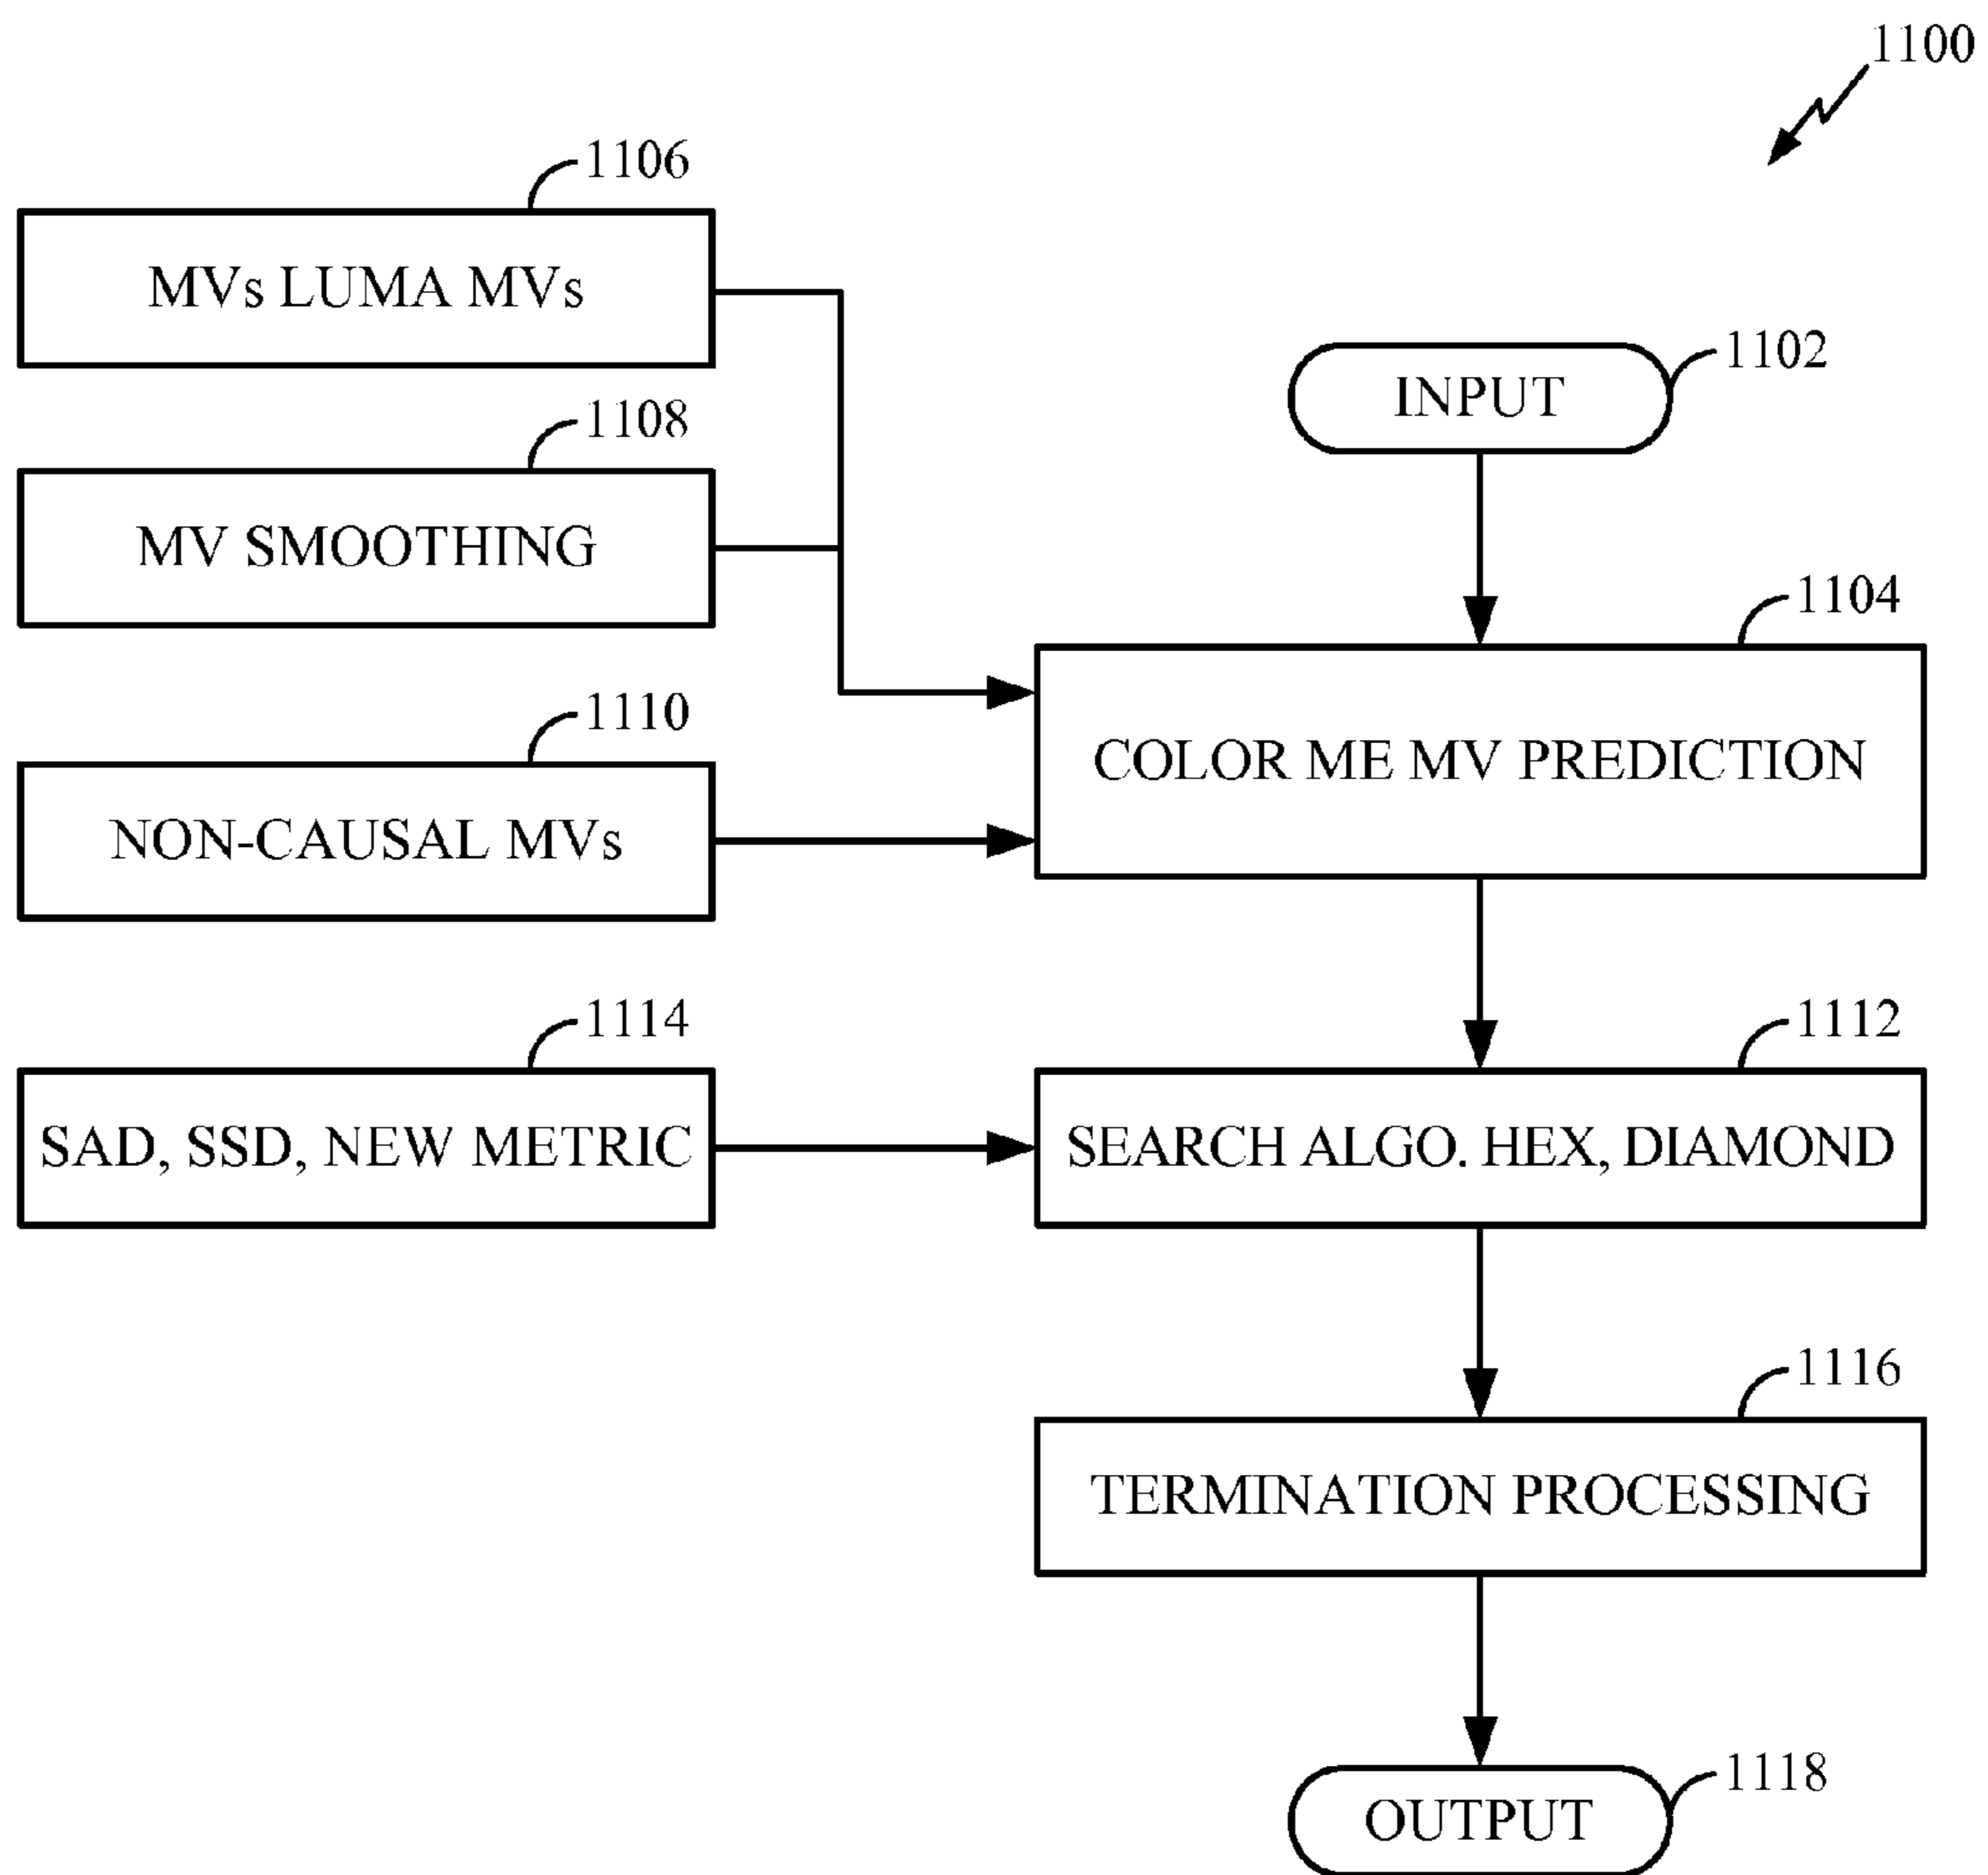 1100
1106
MVs LUMA MVs
1102
INPUT
1108
MV SMOOTHING
1104
COLOR ME MV PREDICTION
1110
NON-CAUSAL MVs
1114
SAD, SSD, NEW METRIC
1112
SEARCH ALGO. HEX, DIAMOND
1116
TERMINATION PROCESSING
1118
OUTPUT